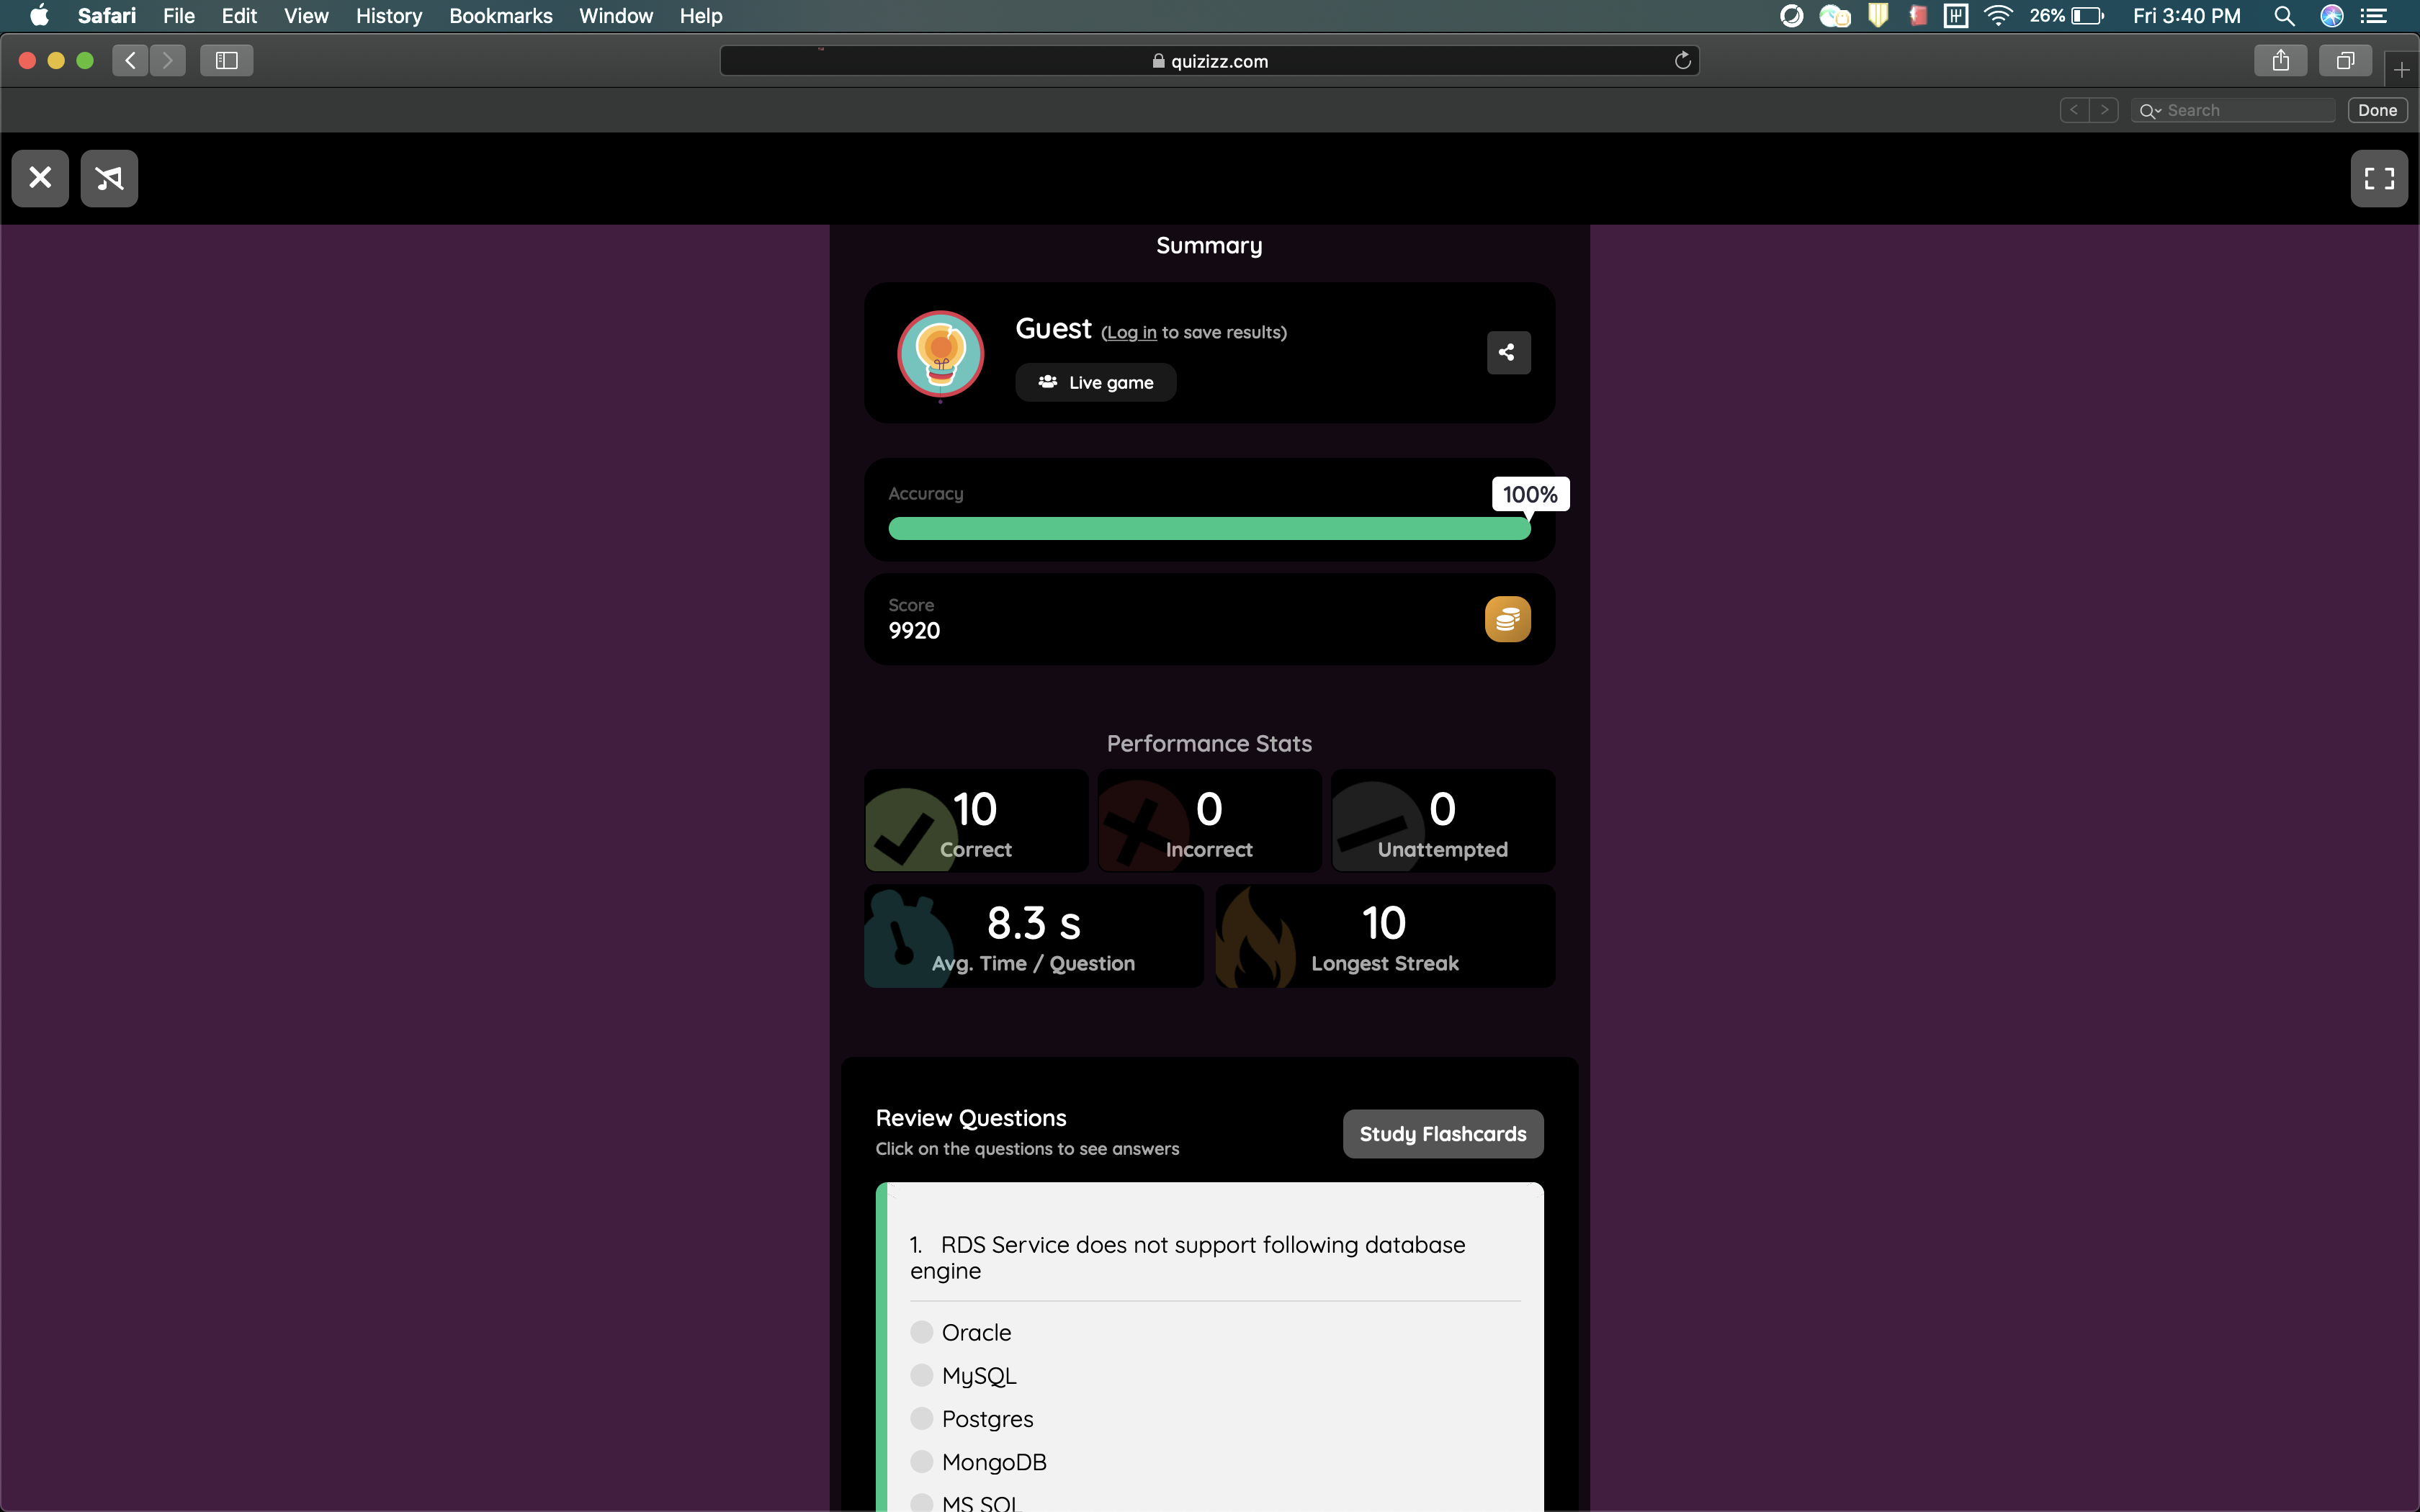 Safari File Edit View History Bookmarks Window Help 26% Fri 3:40 PM
quizizz.com
Search Done
Summary
Guest (Log in to save results)
Live game
Accuracy
100%
Score
9920
Performance Stats
10 0 0
Correct Incorrect Unattempted
8.3 s 10
Avg. Time / Question Longest Streak
Review Questions
Study Flashcards
Click on the questions to see answers
1. RDS Service does not support following database
engine
Oracle
MySQL
Postgres
MongoDB
MS SQL